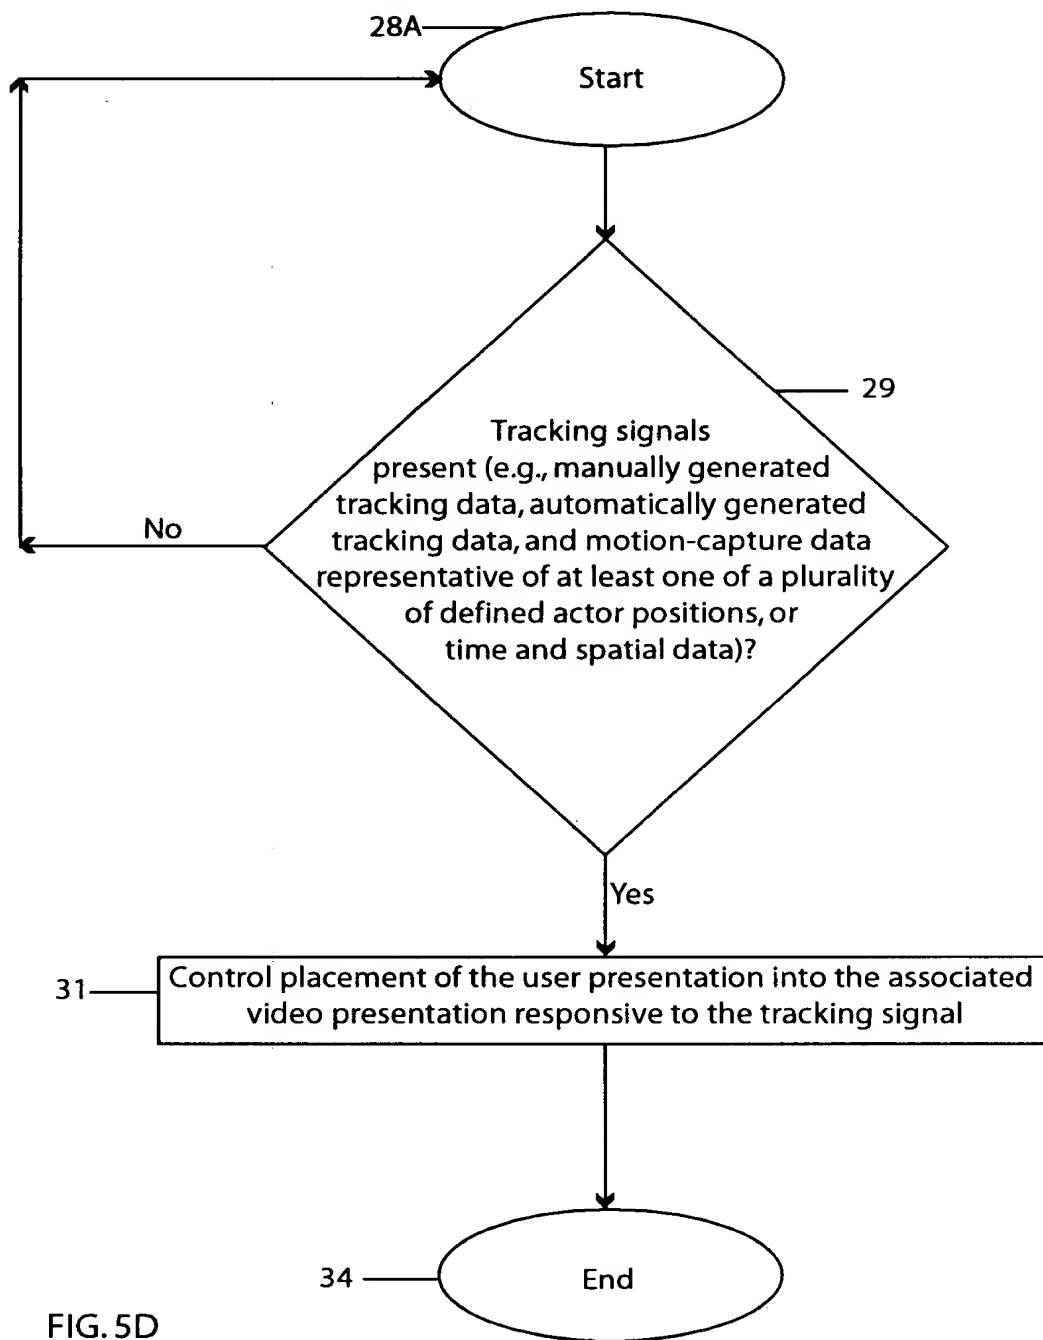 28A
Start
29
Tracking signals
present (e.g., manually generated
tracking data, automatically generated
tracking data, and motion-capture data
representative of at least one of a plurality
of defined actor positions, or
time and spatial data)?
No
Yes
31
Control placement of the user presentation into the associated
video presentation responsive to the tracking signal
34
End
FIG. 5D